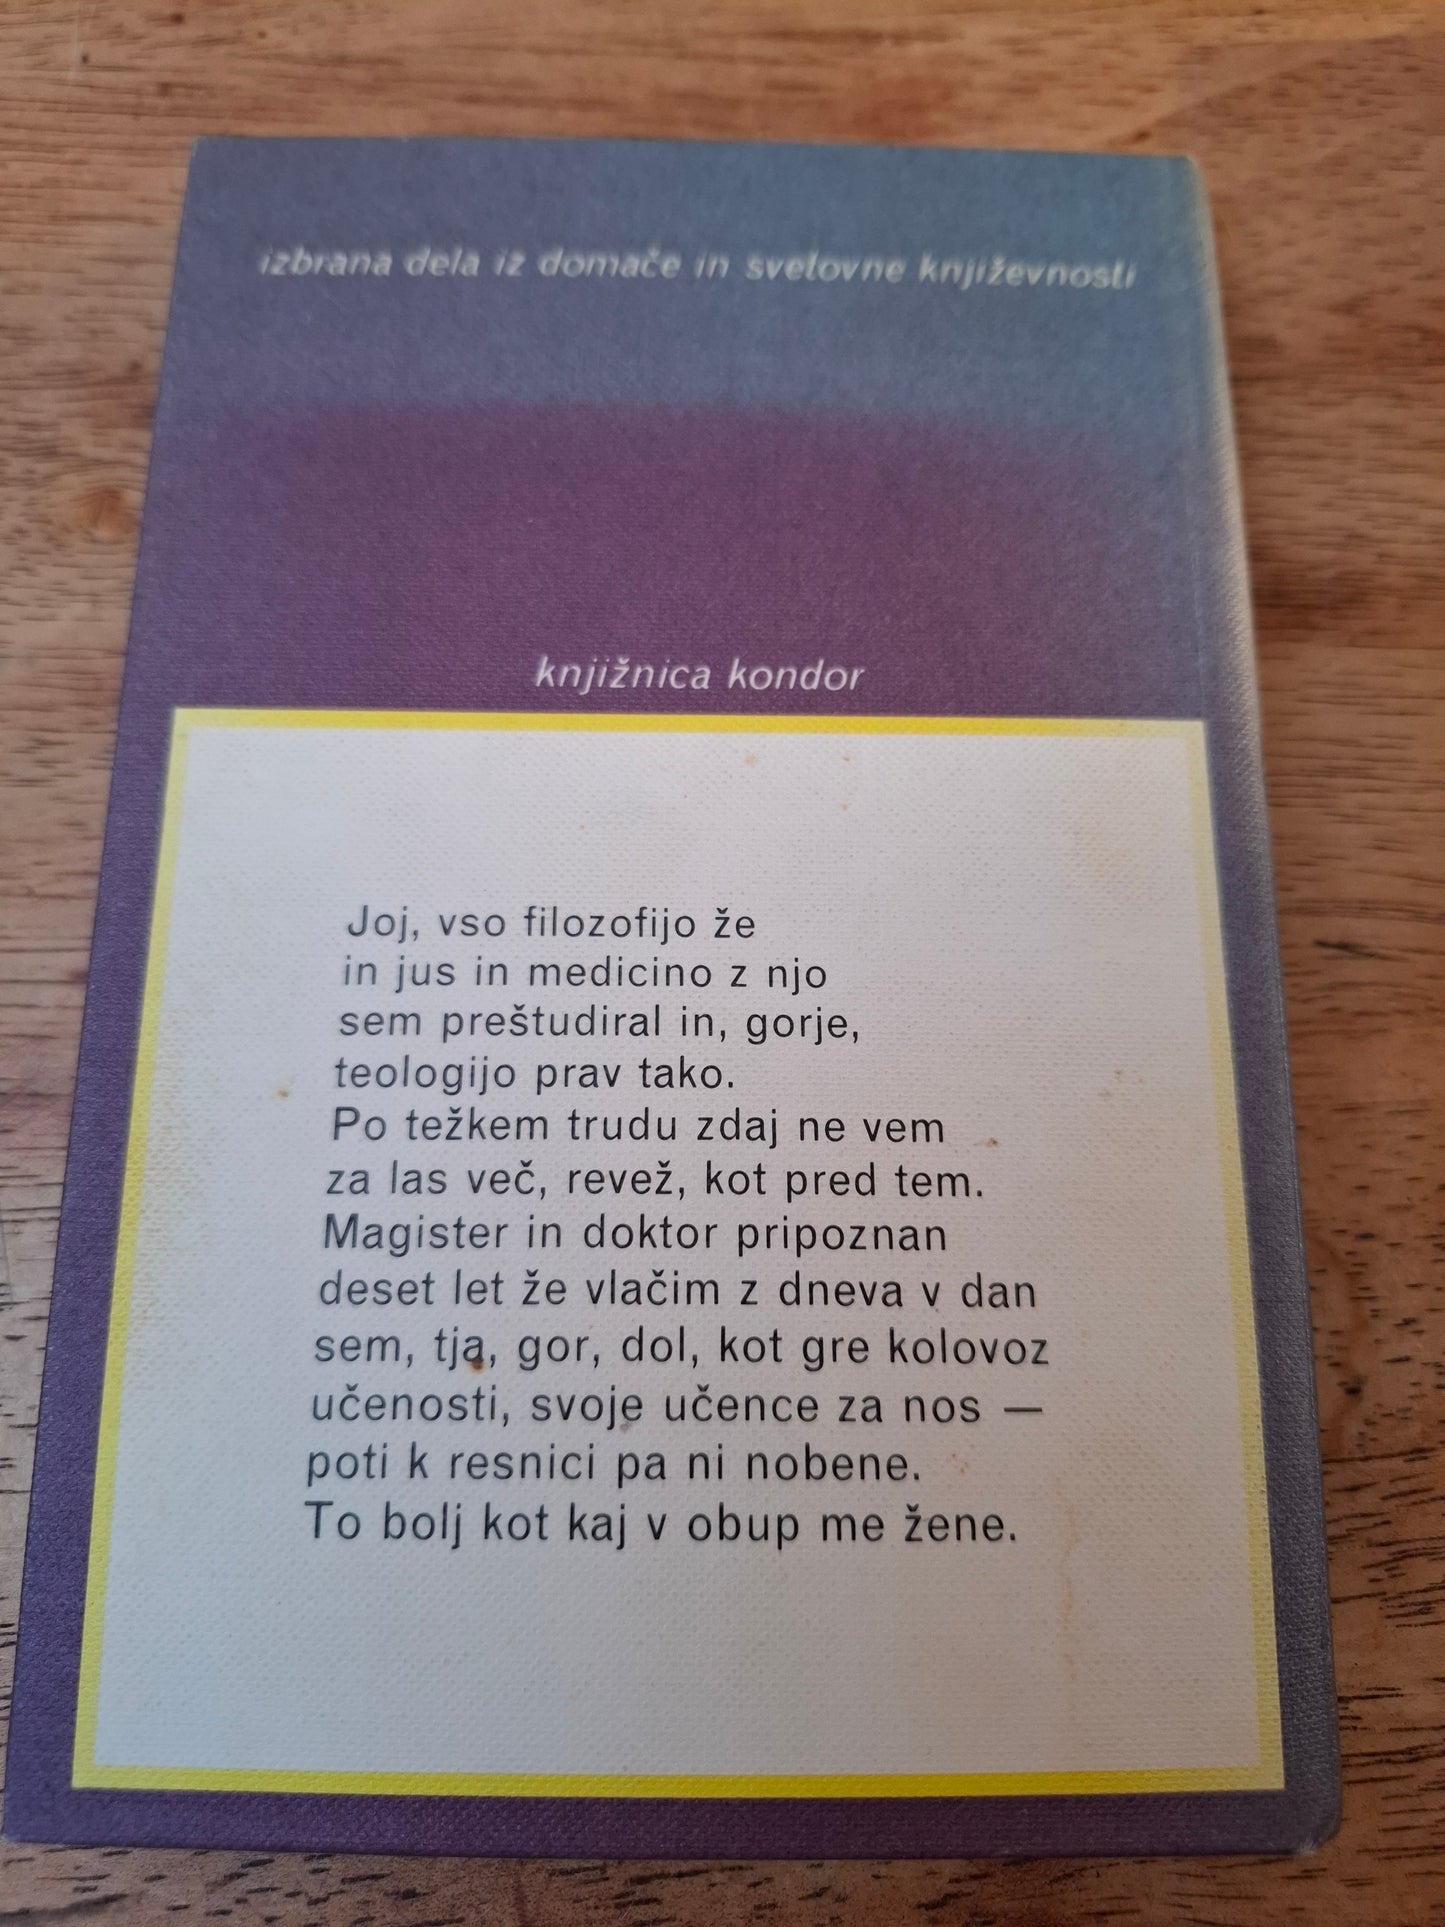 izbrana dela iz domače in svetovne književnosti
knjižnica kondor
Joj, vso filozofijo že
in jus in medicino z njo
sem preštudiral in, gorje,
teologijo prav tako.
Po težkem trudu zdaj ne vem
za las več, revež, kot pred tem.
Magister in doktor pripoznan
deset let že vlačim z dneva v dan
sem, tja, gor, dol, kot gre kolovoz
učenosti, svoje učence za nos —
poti k resnici pa ni nobene.
To bolj kot kaj v obup me žene.